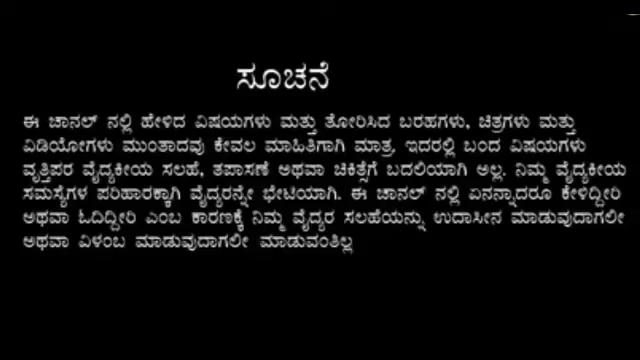 ಸೂಚನೆ
ಈ ಚಾನಲ್ ನಲ್ಲಿ ಹೇಳಿದ ವಿಷಯಗಳು ಮತ್ತು ತೋರಿಸಿದ ಬರಹಗಳು, ಚಿತ್ರಗಳು ಮತ್ತು
ವಿಡಿಯೋಗಳು ಮುಂತಾದವು ಕೇವಲ ಮಾಹಿತಿಗಾಗಿ ಮಾತ್ರ. ಇದರಲ್ಲಿ ಬಂದ ವಿಷಯಗಳು
ವೃತ್ತಿಪರ ವೈದ್ಯಕೀಯ ಸಲಹೆ, ತಪಾಸಣೆ ಅಥವಾ ಚಿಕಿತ್ಸೆಗೆ ಬದಲಿಯಾಗಿ ಅಲ್ಲ. ನಿಮ್ಮ ವೈದ್ಯಕೀಯ
ಸಮಸ್ಯೆಗಳ ಪರಿಹಾರಕ್ಕಾಗಿ ವೈದ್ಯರನ್ನೇ ಭೇಟಿಯಾಗಿ. ಈ ಚಾನಲ್ ನಲ್ಲಿ ಏನನ್ನಾದರೂ ಕೇಳಿದ್ದೀರಿ
ಅಥವಾ ಓದಿದ್ದೀರಿ ಎಂಬ ಕಾರಣಕ್ಕೆ ನಿಮ್ಮ ವೈದ್ಯರ ಸಲಹೆಯನ್ನು ಉದಾಸೀನ ಮಾಡುವುದಾಗಲೀ
ಅಥವಾ ವಿಳಂಬ ಮಾಡುವುದಾಗಲೀ ಮಾಡುವಂತಿಲ್ಲ